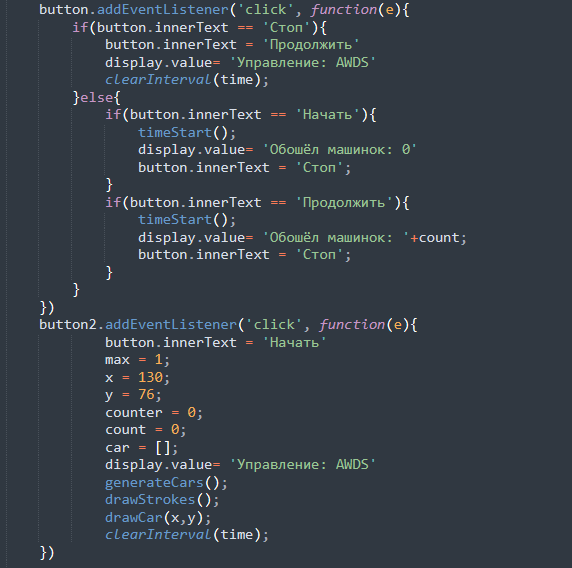 button.addEventListener('click', function(e){
if(button.innerText == 'Стоп'){
button.innerText = 'Продолжить'
display.value= 'Управление: AWDS'
clearInterval(time);
}else{
if(button.innerText == 'Начать'){
timeStart();
display.value= 'Обошёл машинок: 0'
button.innerText = 'Стоп';
}
if(button.innerText == 'Продолжить'){
timeStart();
display.value= 'Обошёл машинок: '+count;
button.innerText = 'Стоп';
}
}
})
button2.addEventListener('click', function(e){
button.innerText = 'Начать'
max = 1;
x = 130;
y = 76;
counter = 0;
count = 0;
car = [];
display.value= 'Управление: AWDS'
generateCars();
drawStrokes();
drawCar(x,y);
clearInterval(time);
})